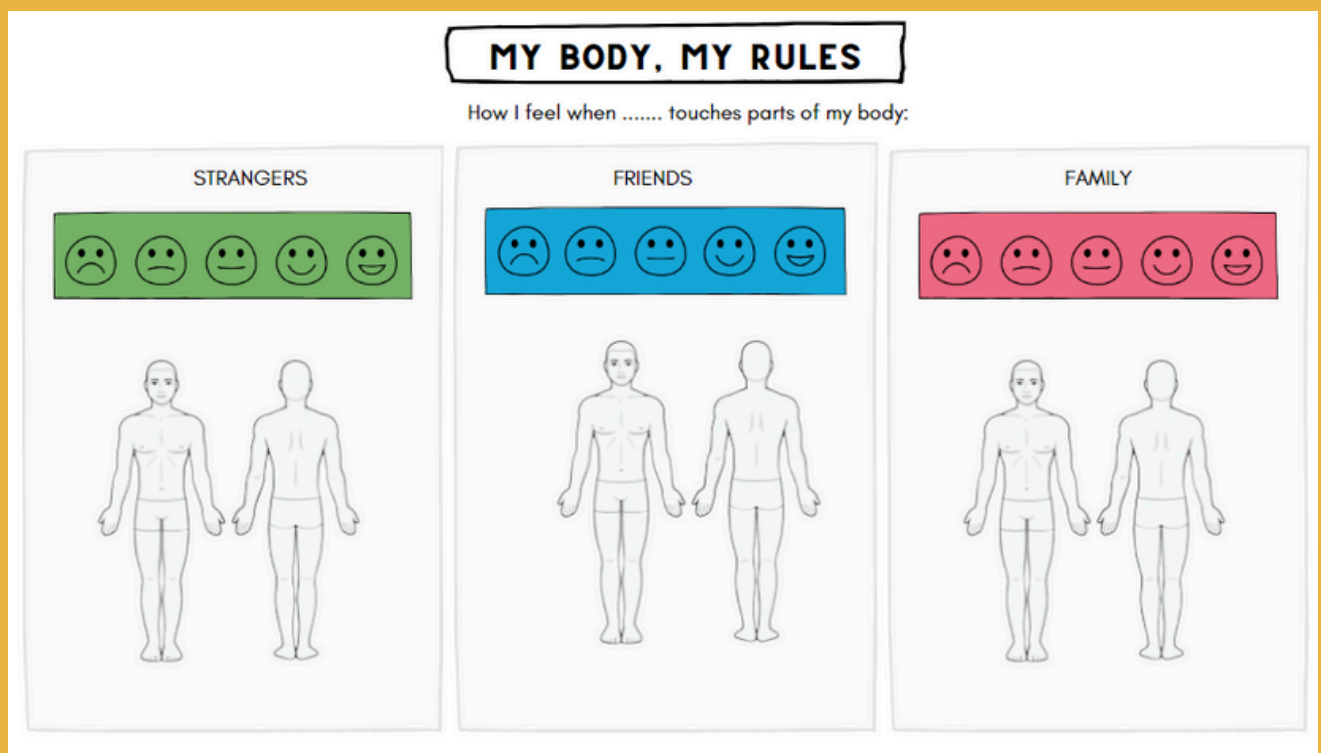 MY BODY, MY RULES
How I feel when ....... touches parts of my body:
STRANGERS
FRIENDS
FAMILY